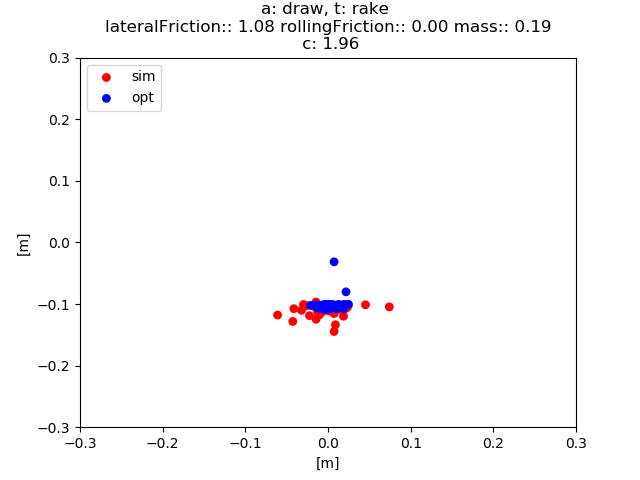 a: draw, t: rake
lateralFriction:: 1.08 rollingFriction:: 0.00 mass:: 0.19
c: 1.96
0.3
sim
opt
0.2
0.1
0.0
[m]
−0.1
−0.2
−0.3
−0.3 −0.2 −0.1 0.0 0.1 0.2 0.3
[m]